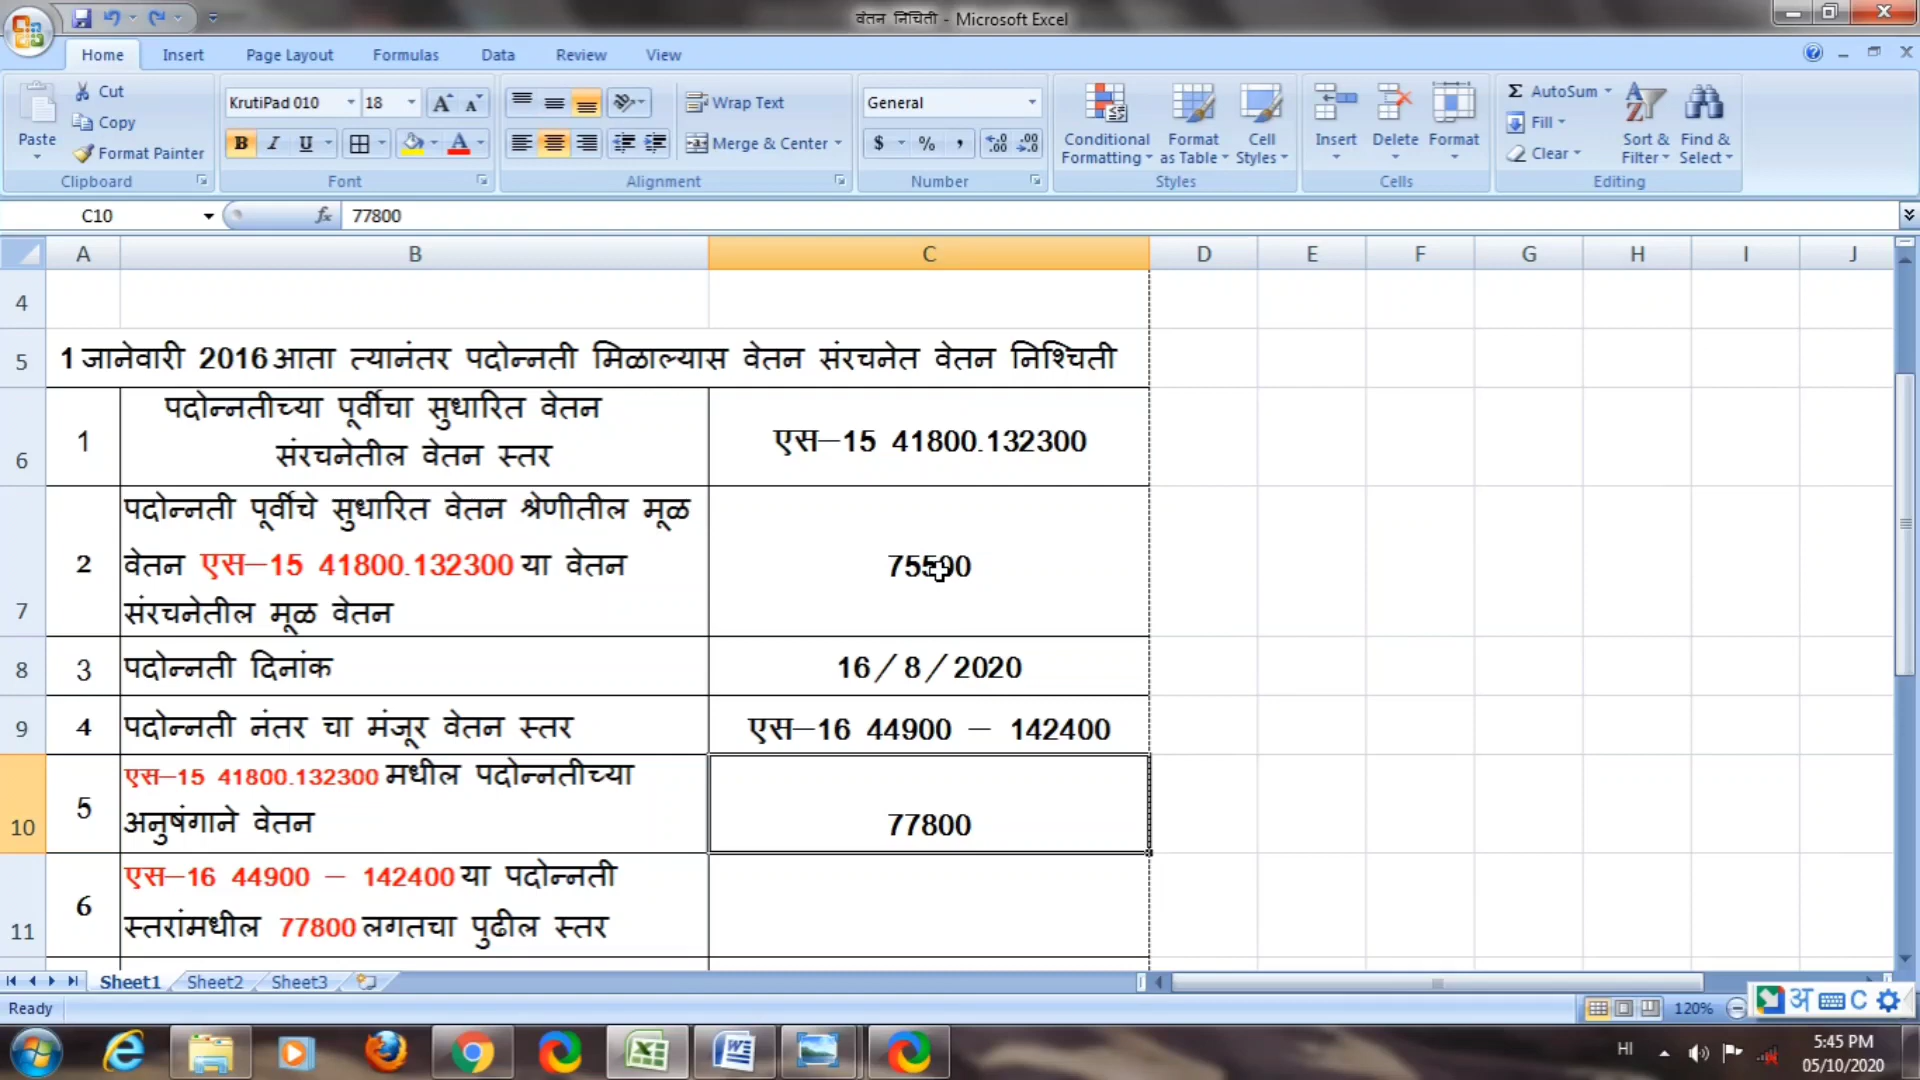 वेतन निचिती - Microsoft Excel
Home Insert Page Layout Formulas Data Review View
Paste
Cut
Copy
Format Painter
Clipboard
KrutiPad 010 18
B I U
Font
Wrap Text
Merge & Center
Alignment
General
$ % ,
Number
Conditional Formatting
Format as Table
Cell Styles
Styles
Insert Delete Format
Cells
AutoSum
Fill
Clear
Sort & Filter
Find & Select
Editing
C10 fx 77800
A B C D E F G H I J
4
5 1 जानेवारी 2016 आता त्यानंतर पदोन्नती मिळाल्यास वेतन संरचनेत वेतन निश्चिती
6 1 पदोन्नतीच्या पूर्वीचा सुधारित वेतन
संरचनेतील वेतन स्तर
एस–15 41800.132300
7 2 पदोन्नती पूर्वीचे सुधारित वेतन श्रेणीतील मूळ
वेतन एस–15 41800.132300 या वेतन
संरचनेतील मूळ वेतन
75500
8 3 पदोन्नती दिनांक 16/8/2020
9 4 पदोन्नती नंतर चा मंजूर वेतन स्तर एस–16 44900 – 142400
10 5 एस–15 41800.132300 मधील पदोन्नतीच्या
अनुषंगाने वेतन
77800
11 6 एस–16 44900 – 142400 या पदोन्नती
स्तरांमधील 77800 लगतचा पुढील स्तर
Sheet1 Sheet2 Sheet3
Ready 120%
अ C
HI 5:45 PM
05/10/2020